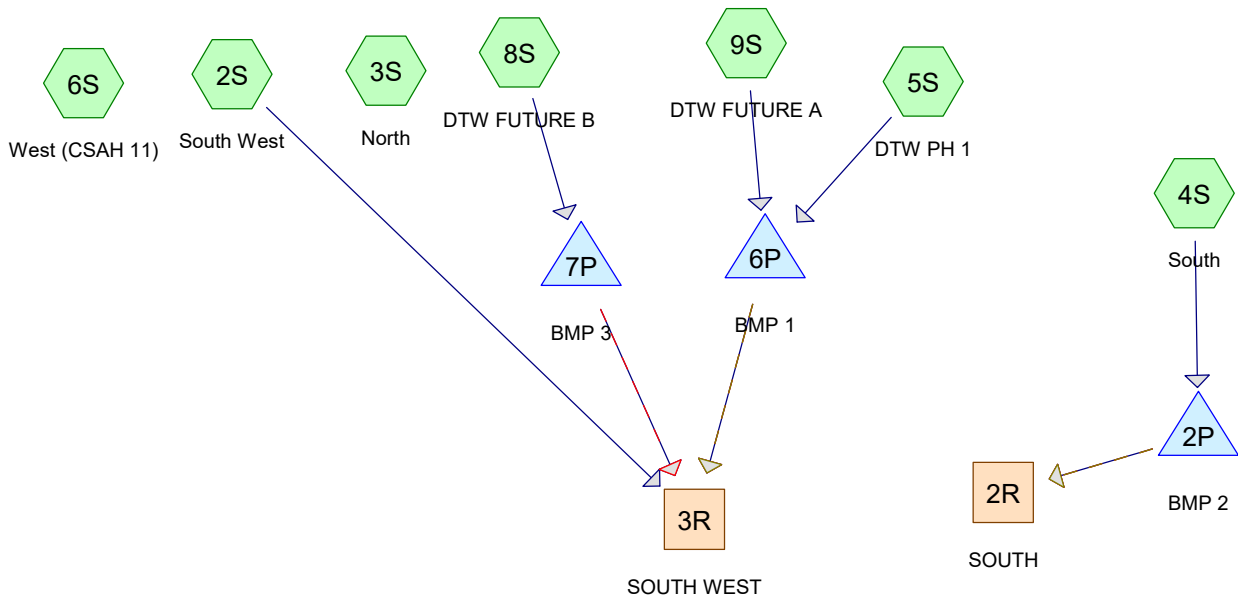 6S
West (CSAH 11)
2S
South West
3S
North
8S
DTW FUTURE B
9S
DTW FUTURE A
5S
DTW PH 1
4S
South
7P
BMP 3
6P
BMP 1
2P
BMP 2
3R
SOUTH WEST
2R
SOUTH